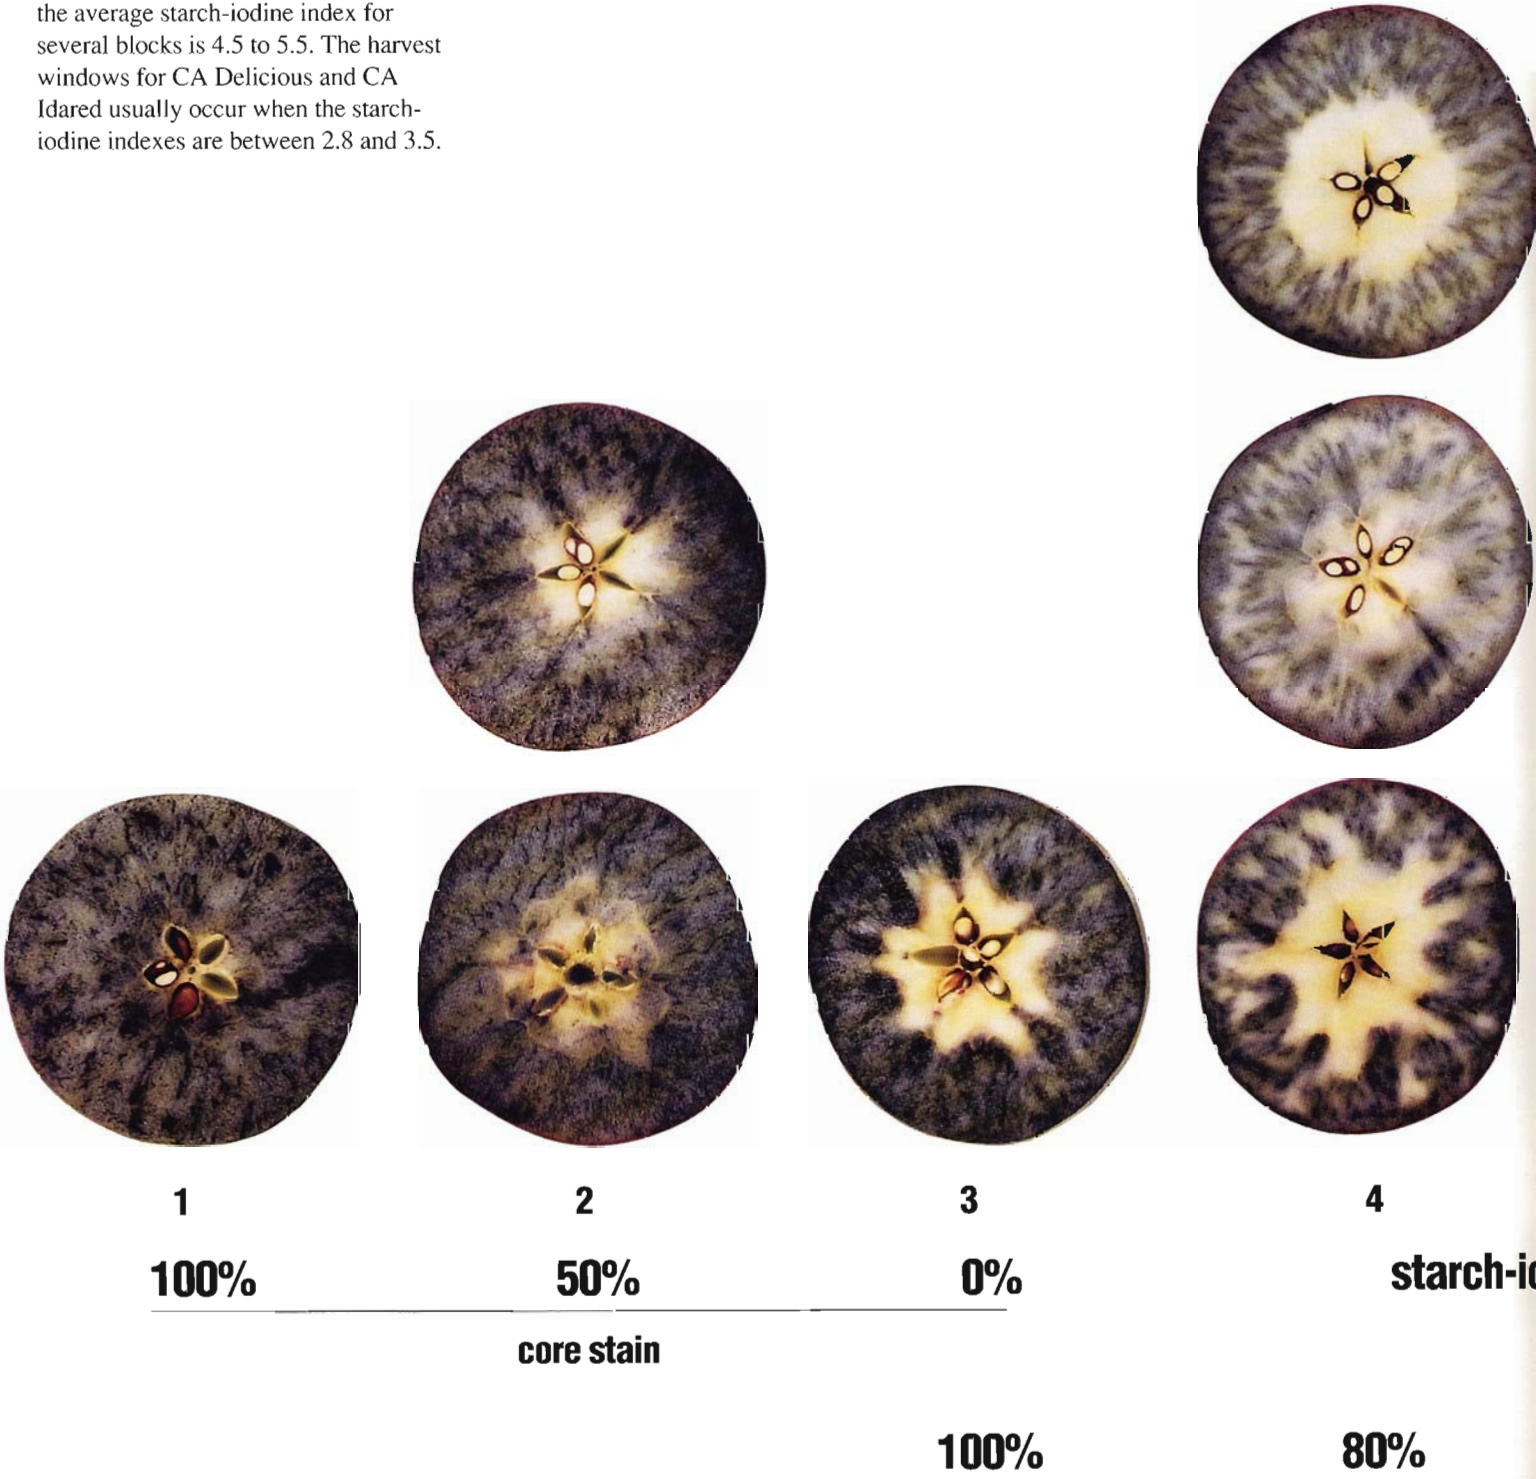 the average starch-iodine index for
several blocks is 4.5 to 5.5. The harvest
windows for CA Delicious and CA
Idared usually occur when the starch-
iodine indexes are between 2.8 and 3.5.
1 2 3 4
100% 50% 0% starch-i
core stain
100% 80%